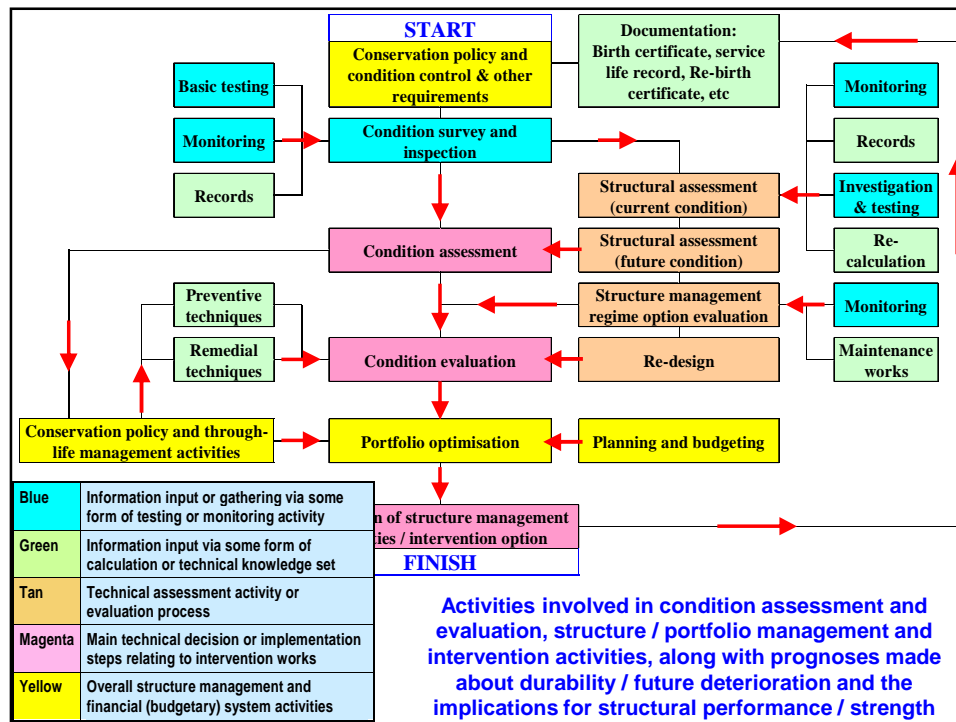 START
Conservation policy and
condition control & other
requirements
Documentation:
Birth certificate, service
life record, Re-birth
certificate, etc
Basic testing
Monitoring
Records
Condition survey and
inspection
Monitoring
Records
Investigation
& testing
Re-
calculation
Structural assessment
(current condition)
Condition assessment
Structural assessment
(future condition)
Preventive
techniques
Structure management
regime option evaluation
Monitoring
Remedial
techniques
Condition evaluation
Re-design
Maintenance
works
Conservation policy and through-
life management activities
Portfolio optimisation
Planning and budgeting
of structure management
/ intervention option
FINISH
Blue
Information input or gathering via some
form of testing or monitoring activity
Green
Information input via some form of
calculation or technical knowledge set
Tan
Technical assessment activity or
evaluation process
Magenta
Main technical decision or implementation
steps relating to intervention works
Yellow
Overall structure management and
financial (budgetary) system activities
Activities involved in condition assessment and
evaluation, structure / portfolio management and
intervention activities, along with prognoses made
about durability / future deterioration and the
implications for structural performance / strength